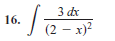 16. ∫ 3 dx / (2 − x)²